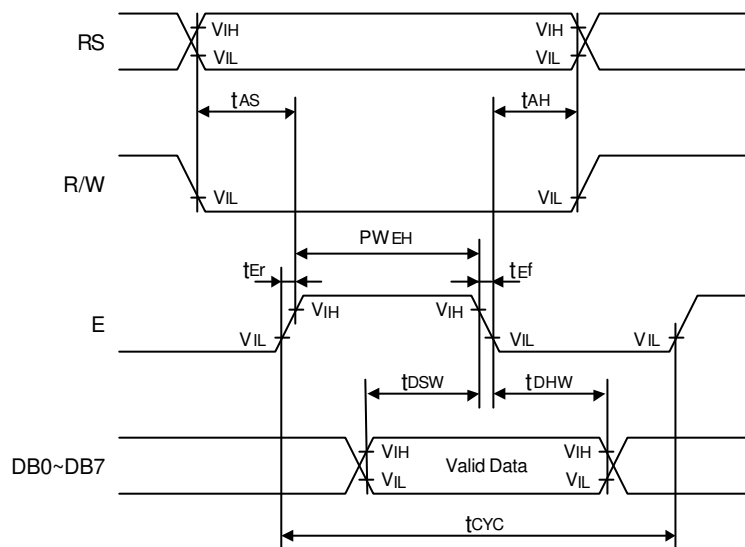 RS
VIH
VIL
VIH
VIL
tAS
tAH
R/W
VIL
VIL
PWEH
tEr
tEf
E
VIH
VIH
VIL
VIL
VIL
tDSW
tDHW
DB0~DB7
VIH
VIL
Valid Data
VIH
VIL
tCYC